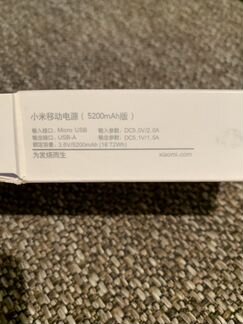 小米移动电源（5200mAh版）
输入接口：Micro USB 输入参数：DC5.0V/2.0A
输出接口：USB-A 输出参数：DC5.1V/1.5A
额定容量：3.6V/5200mAh (18.72Wh)
为发烧而生 xiaomi.com